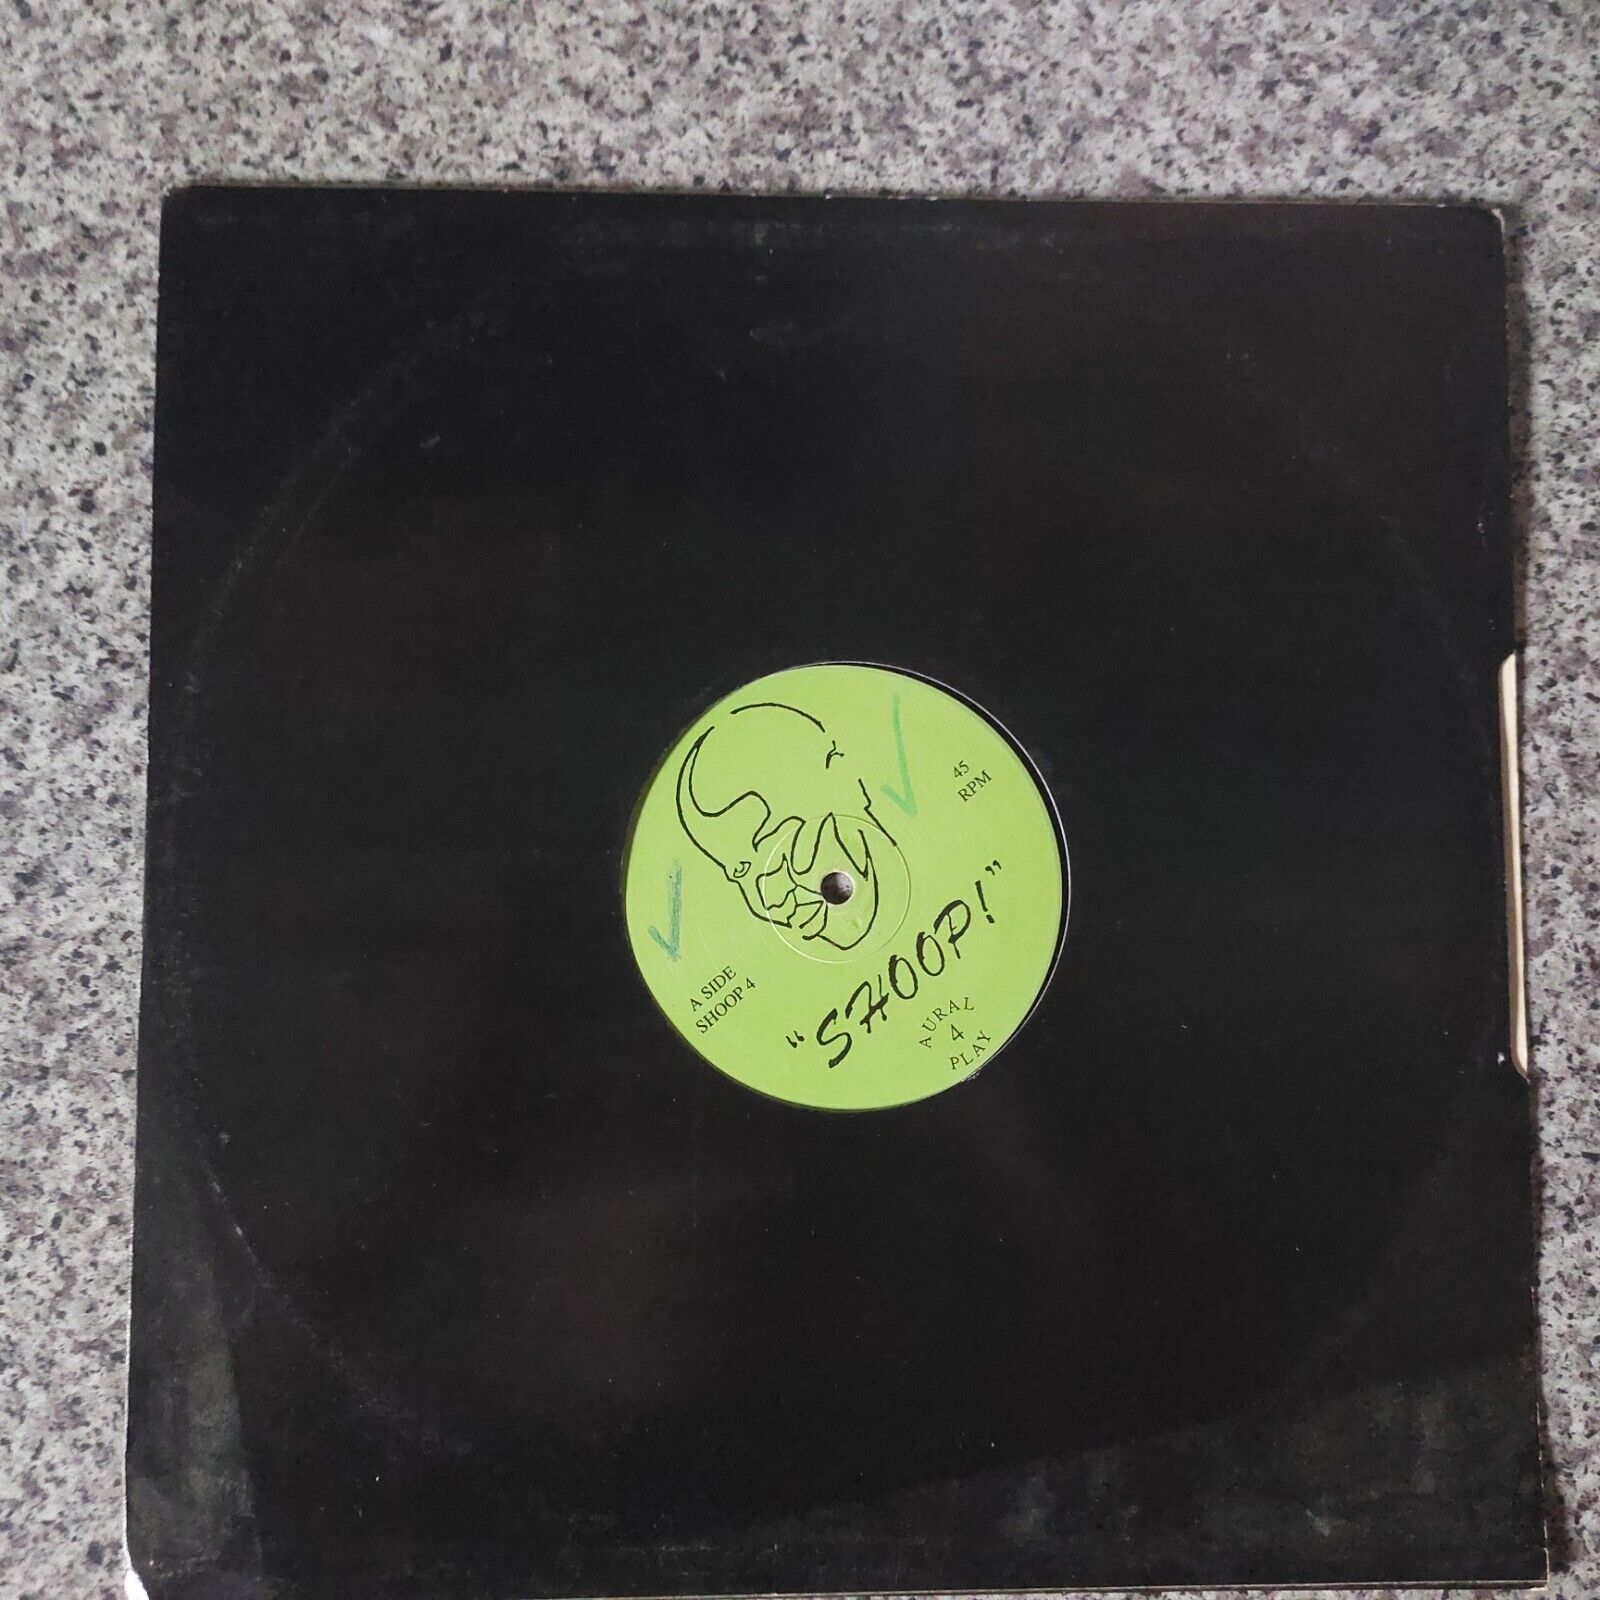 45
RPM
A SIDE
SHOOP 4
“SHOOP!”
AURAL
4
PLAY